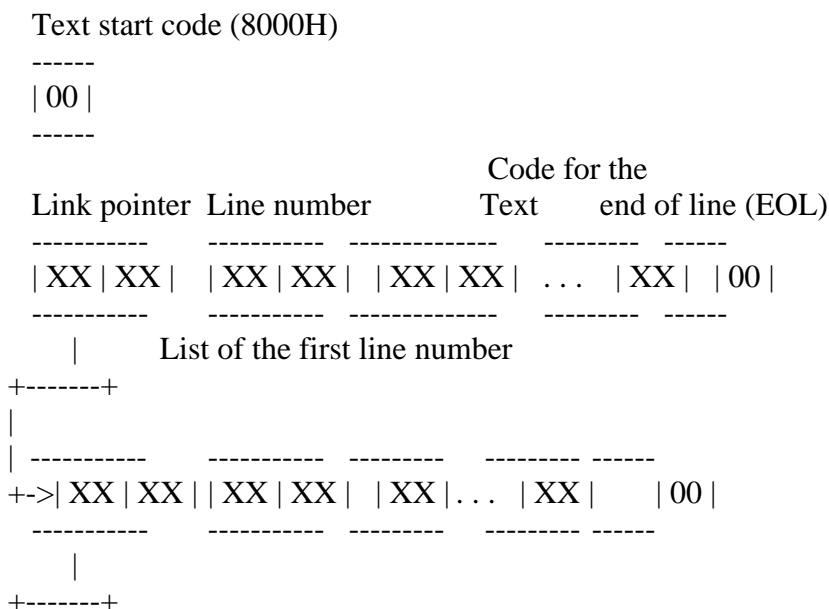 Text start code (8000H)
------
| 00 |
------
Code for the
Link pointer Line number Text end of line (EOL)
----------- ----------- -------------- --------- ------
| XX | XX | | XX | XX | | XX | XX | . . . | XX | | 00 |
----------- ----------- -------------- --------- ------
| List of the first line number
+-------+
|
| ----------- ----------- --------- --------- ------
+->| XX | XX | | XX | XX | | XX | . . . | XX | | 00 |
----------- ----------- --------- --------- ------
|
+-------+